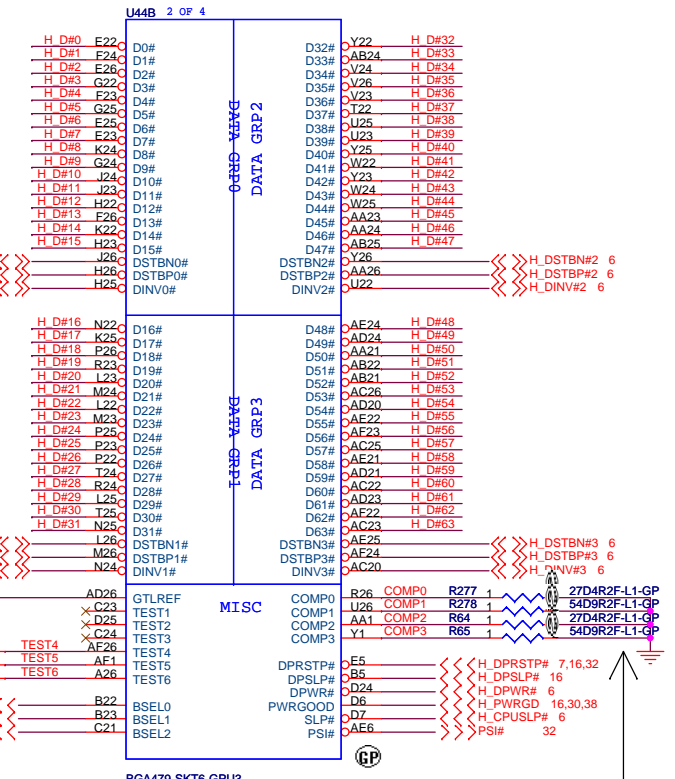 U44B 2 OF 4
H_D#0 E22 D0# D32# Y22 H_D#32
H_D#1 F24 D1# D33# AB24 H_D#33
H_D#2 E26 D2# D34# V24 H_D#34
H_D#3 G22 D3# D35# V26 H_D#35
H_D#4 F23 D4# D36# V23 H_D#36
H_D#5 G25 D5# D37# T22 H_D#37
H_D#6 E25 D6# D38# U25 H_D#38
H_D#7 E23 D7# D39# U23 H_D#39
H_D#8 K24 D8# D40# Y25 H_D#40
H_D#9 G24 D9# D41# W22 H_D#41
H_D#10 J24 D10# D42# Y23 H_D#42
H_D#11 J23 D11# D43# W24 H_D#43
H_D#12 H22 D12# D44# W25 H_D#44
H_D#13 F26 D13# D45# AA23 H_D#45
H_D#14 K22 D14# D46# AA24 H_D#46
H_D#15 H23 D15# D47# AB25 H_D#47
J26 DSTBN0# DSTBN2# Y26 H_DSTBN#2 6
H26 DSTBP0# DSTBP2# AA26 H_DSTBP#2 6
H25 DINV0# DINV2# U22 H_DINV#2 6
DATA GRP0
DATA GRP2
H_D#16 N22 D16# D48# AE24 H_D#48
H_D#17 K25 D17# D49# AD24 H_D#49
H_D#18 P26 D18# D50# AA21 H_D#50
H_D#19 R23 D19# D51# AB22 H_D#51
H_D#20 L23 D20# D52# AB21 H_D#52
H_D#21 M24 D21# D53# AC26 H_D#53
H_D#22 L22 D22# D54# AD20 H_D#54
H_D#23 M23 D23# D55# AE22 H_D#55
H_D#24 P25 D24# D56# AF23 H_D#56
H_D#25 P23 D25# D57# AC25 H_D#57
H_D#26 P22 D26# D58# AE21 H_D#58
H_D#27 T24 D27# D59# AD21 H_D#59
H_D#28 R24 D28# D60# AC22 H_D#60
H_D#29 L25 D29# D61# AD23 H_D#61
H_D#30 T25 D30# D62# AF22 H_D#62
H_D#31 N25 D31# D63# AC23 H_D#63
L26 DSTBN1# DSTBN3# AE25 H_DSTBN#3 6
M26 DSTBP1# DSTBP3# AF24 H_DSTBP#3 6
N24 DINV1# DINV3# AC20 H_DINV#3 6
DATA GRP1
DATA GRP3
MISC
AD26 GTLREF COMP0 R26 COMP0 R277 1 27D4R2F-L1-GP
C23 TEST1 COMP1 U26 COMP1 R278 1 54D9R2F-L1-GP
D25 TEST2 COMP2 AA1 COMP2 R64 1 27D4R2F-L1-GP
C24 TEST3 COMP3 Y1 COMP3 R65 1 54D9R2F-L1-GP
TEST4 AF26 TEST4
TEST5 AF1 TEST5 DPRSTP# E5 H_DPRSTP# 7,16,32
TEST6 A26 TEST6 DPSLP# B5 H_DPSLP# 16
DPWR# D24 H_DPWR# 6
B22 BSEL0 PWRGOOD D6 H_PWRGD 16,30,38
B23 BSEL1 SLP# D7 H_CPUSLP# 6
C21 BSEL2 PSI# AE6 PSI# 32
GP
BGA479-SKT6-GPU3